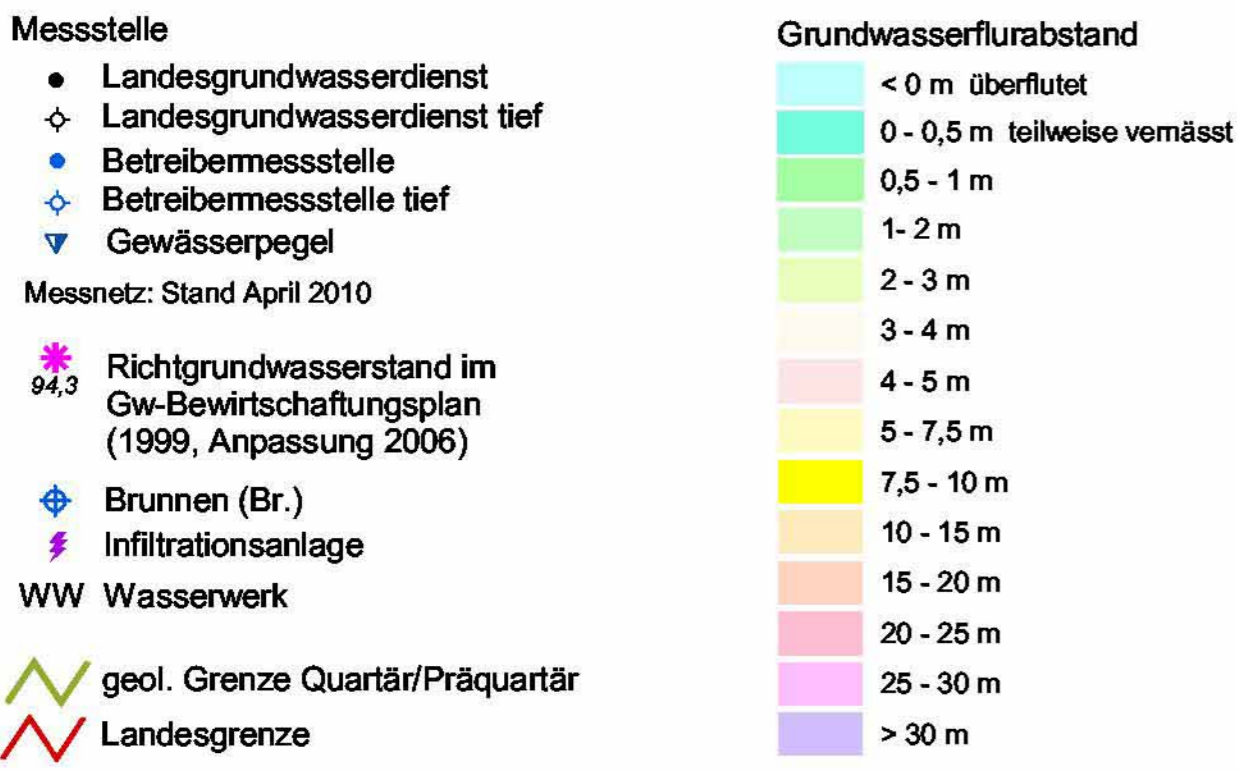 Messstelle
Landesgrundwasserdienst
Landesgrundwasserdienst tief
Betreibermessstelle
Betreibermessstelle tief
Gewässerpegel
Messnetz: Stand April 2010
94,3
Richtgrundwasserstand im
Gw-Bewirtschaftungsplan
(1999, Anpassung 2006)
Brunnen (Br.)
Infiltrationsanlage
WW Wasserwerk
geol. Grenze Quartär/Präquartär
Landesgrenze
Grundwasserflurabstand
< 0 m überflutet
0 - 0,5 m teilweise vernässt
0,5 - 1 m
1- 2 m
2 - 3 m
3 - 4 m
4 - 5 m
5 - 7,5 m
7,5 - 10 m
10 - 15 m
15 - 20 m
20 - 25 m
25 - 30 m
> 30 m